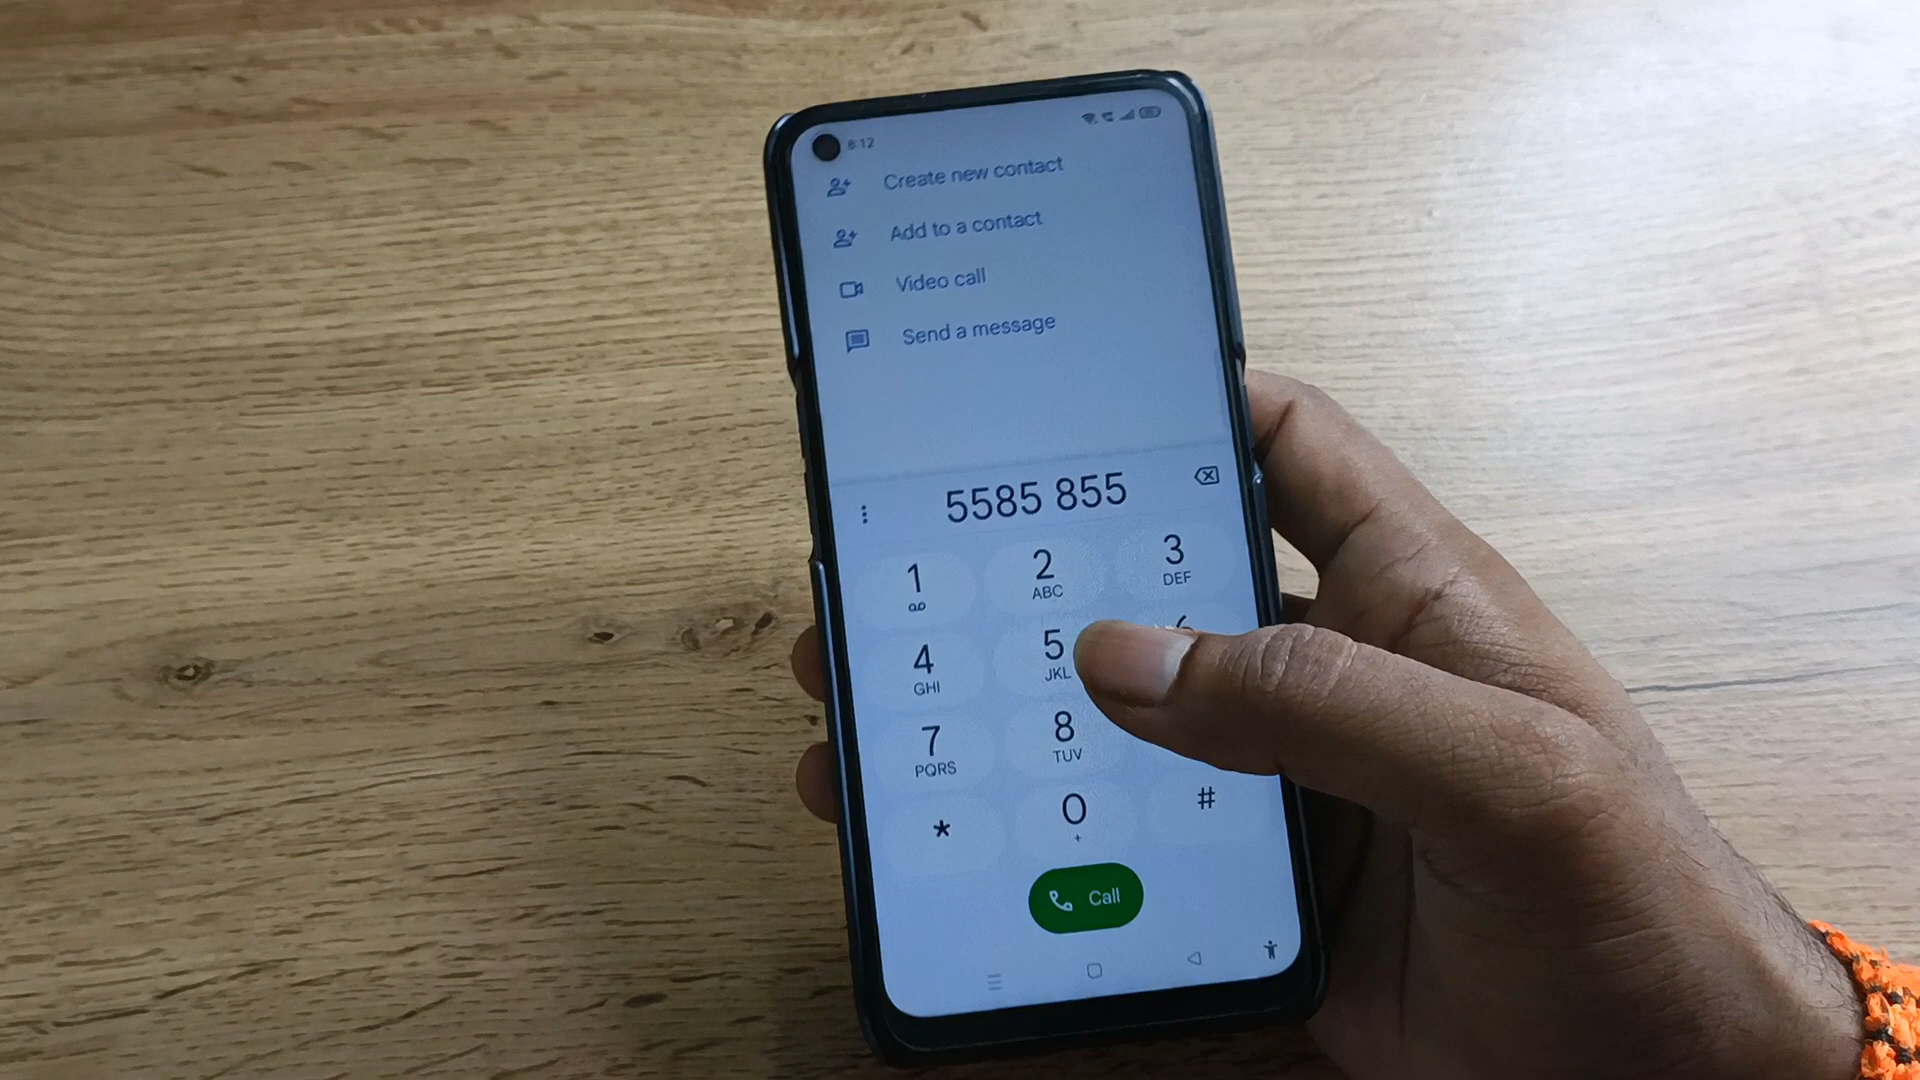 8:12
Create new contact
Add to a contact
Video call
Send a message
5585 855
1 2 3
ABC DEF
4 5 6
GHI JKL
7 8
PQRS TUV
* 0 #
+
Call